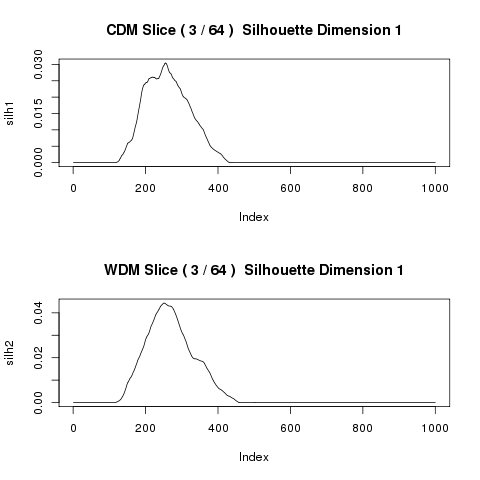 CDM Slice ( 3 / 64 )  Silhouette Dimension 1
silh1
0.030
0.015
0.000
0 200 400 600 800 1000
Index
WDM Slice ( 3 / 64 )  Silhouette Dimension 1
silh2
0.04
0.02
0.00
0 200 400 600 800 1000
Index